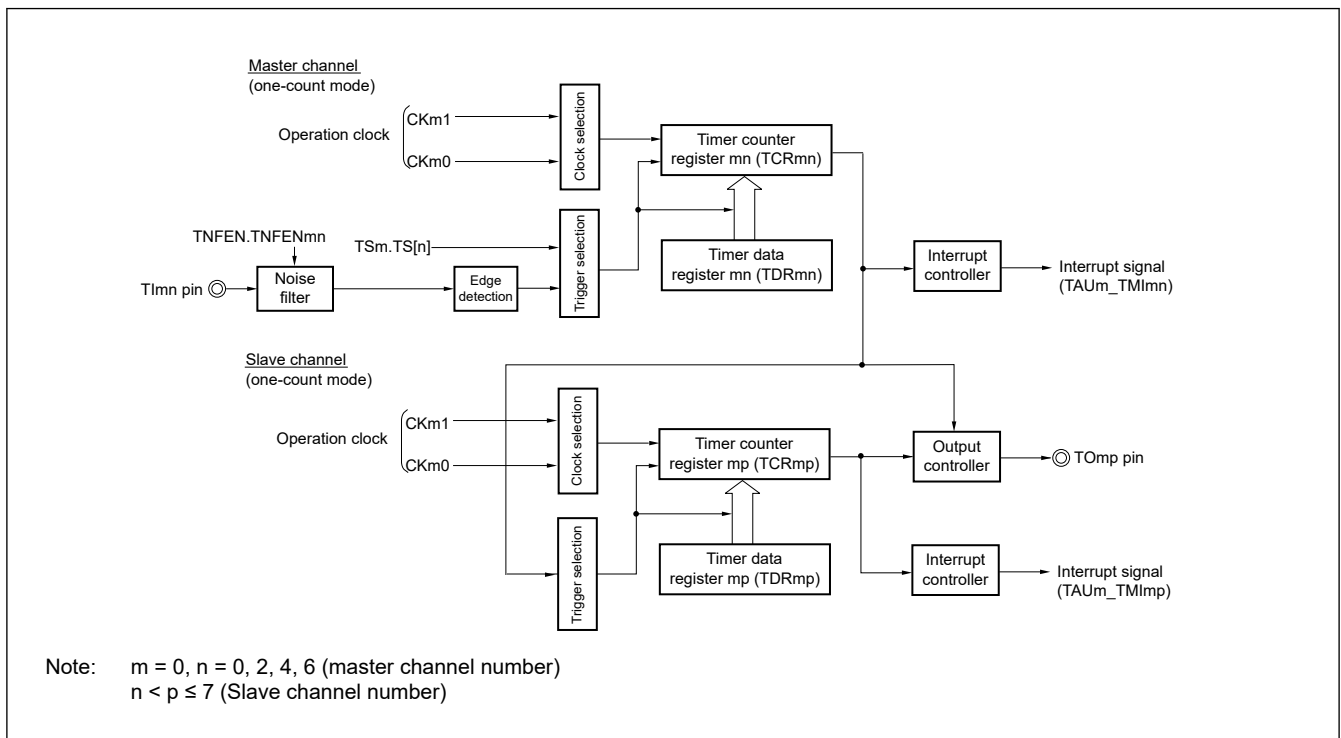 Master channel
(one-count mode)
Operation clock
CKm1
CKm0
Clock selection
Timer counter
register mn (TCRmn)
TNFEN.TNFENmn
TSm.TS[n]
Trigger selection
Timer data
register mn (TDRmn)
Interrupt
controller
Interrupt signal
(TAUm_TMImn)
TImn pin
Noise
filter
Edge
detection
Slave channel
(one-count mode)
Operation clock
CKm1
CKm0
Clock selection
Timer counter
register mp (TCRmp)
Output
controller
TOmp pin
Trigger selection
Timer data
register mp (TDRmp)
Interrupt
controller
Interrupt signal
(TAUm_TMImp)
Note: m = 0, n = 0, 2, 4, 6 (master channel number)
n < p ≤ 7 (Slave channel number)